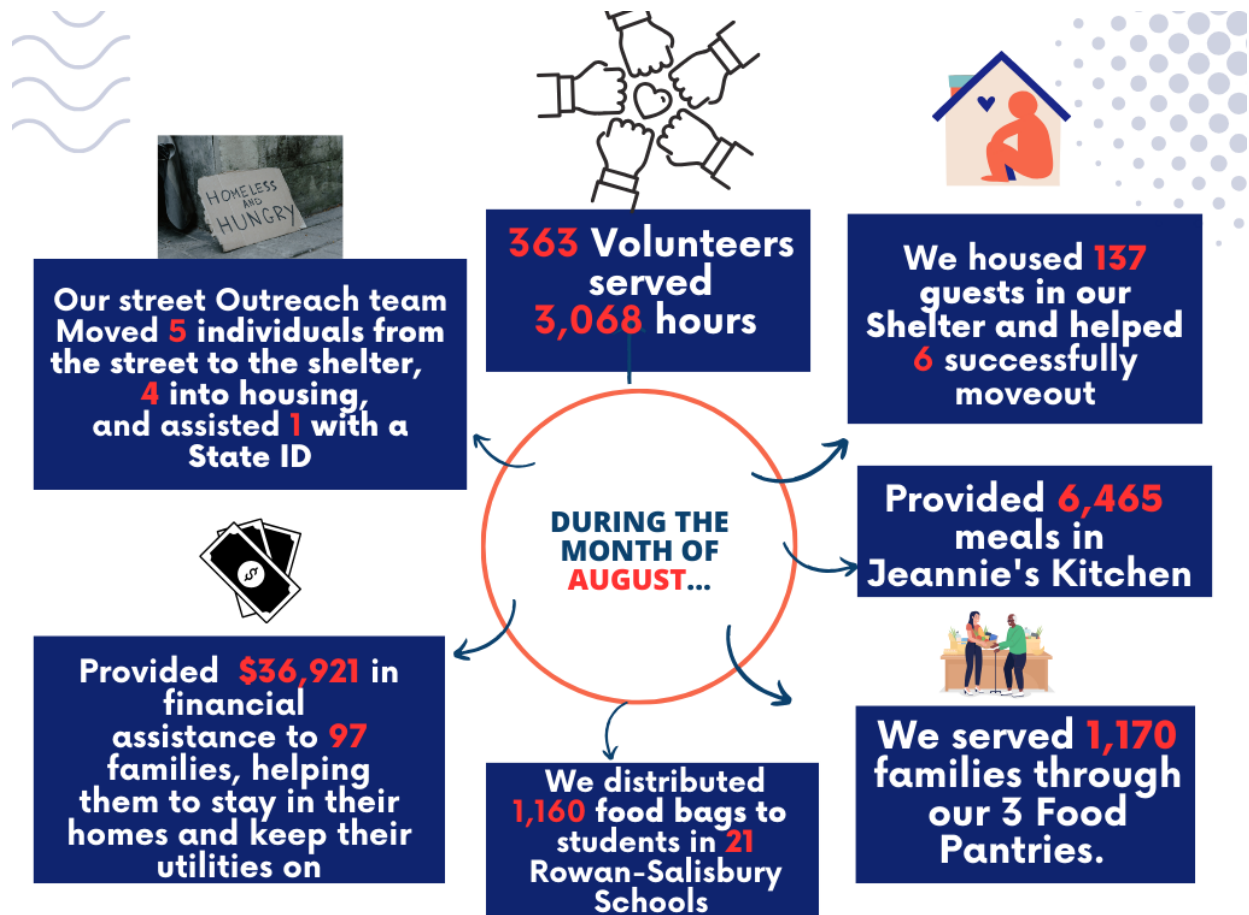 HOMELESS
AND
HUNGRY
Our street Outreach team
Moved 5 individuals from
the street to the shelter,
4 into housing,
and assisted 1 with a
State ID
363 Volunteers
served
3,068 hours
We housed 137
guests in our
Shelter and helped
6 successfully
moveout
DURING THE
MONTH OF
AUGUST...
Provided 6,465
meals in
Jeannie's Kitchen
$
Provided $36,921 in
financial
assistance to 97
families, helping
them to stay in their
homes and keep their
utilities on
We distributed
1,160 food bags to
students in 21
Rowan-Salisbury
Schools
We served 1,170
families through
our 3 Food
Pantries.